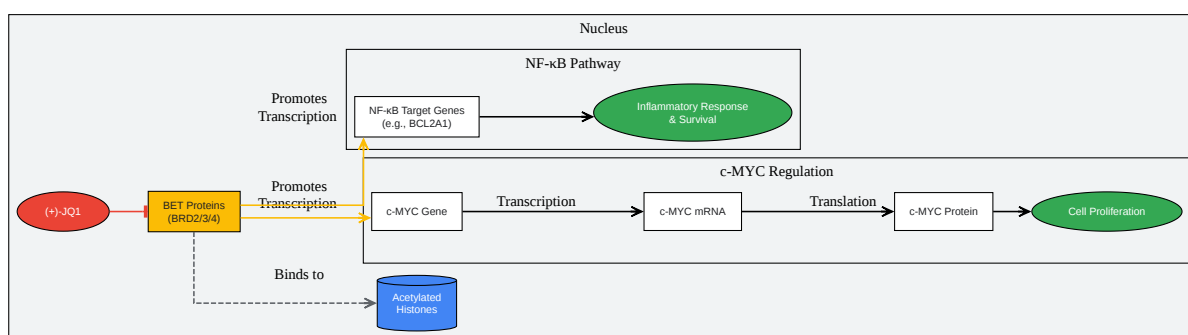 Nucleus
NF-κB Pathway
Promotes
Transcription
NF-κB Target Genes
(e.g., BCL2A1)
Inflammatory Response
& Survival
c-MYC Regulation
(+)-JQ1
BET Proteins
(BRD2/3/4)
Promotes
Transcription
c-MYC Gene
Transcription
c-MYC mRNA
Translation
c-MYC Protein
Cell Proliferation
Binds to
Acetylated
Histones